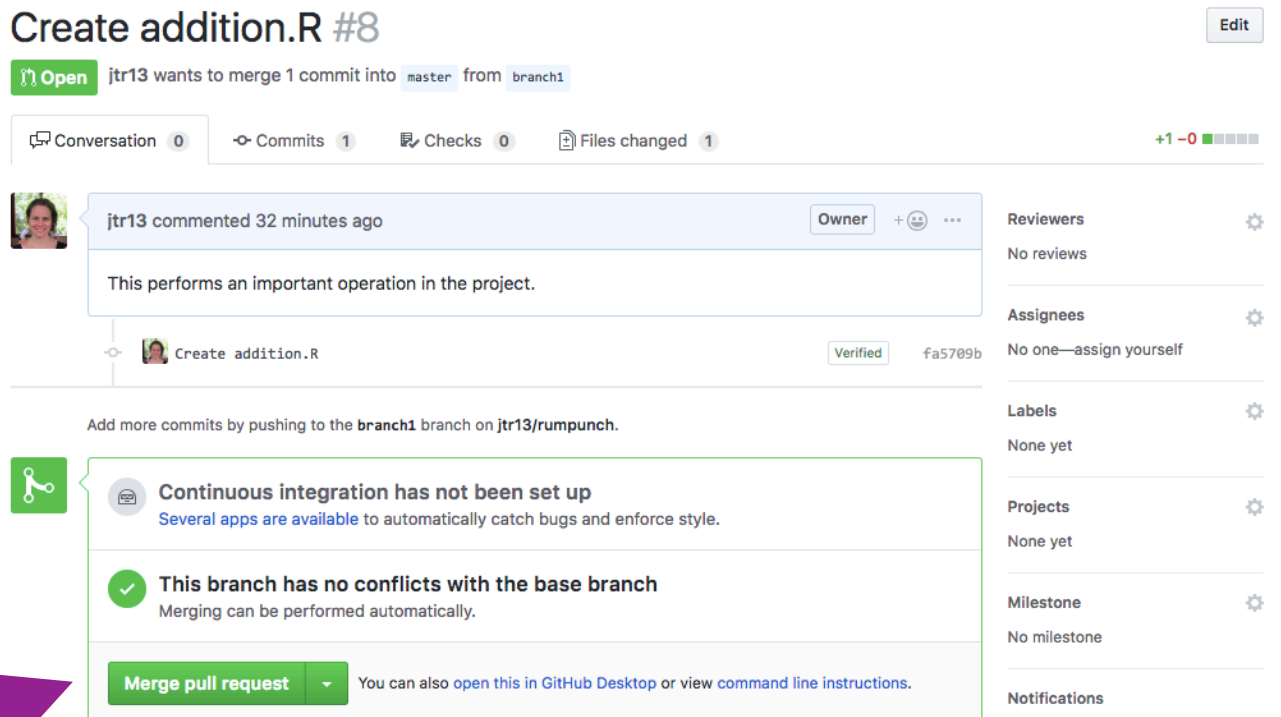 Create addition.R #8
Edit
Open jtr13 wants to merge 1 commit into master from branch1
Conversation 0 Commits 1 Checks 0 Files changed 1 +1 −0
jtr13 commented 32 minutes ago Owner
This performs an important operation in the project.
Create addition.R Verified fa5709b
Add more commits by pushing to the branch1 branch on jtr13/rumpunch.
Continuous integration has not been set up
Several apps are available to automatically catch bugs and enforce style.
This branch has no conflicts with the base branch
Merging can be performed automatically.
Merge pull request You can also open this in GitHub Desktop or view command line instructions.
Reviewers
No reviews
Assignees
No one—assign yourself
Labels
None yet
Projects
None yet
Milestone
No milestone
Notifications